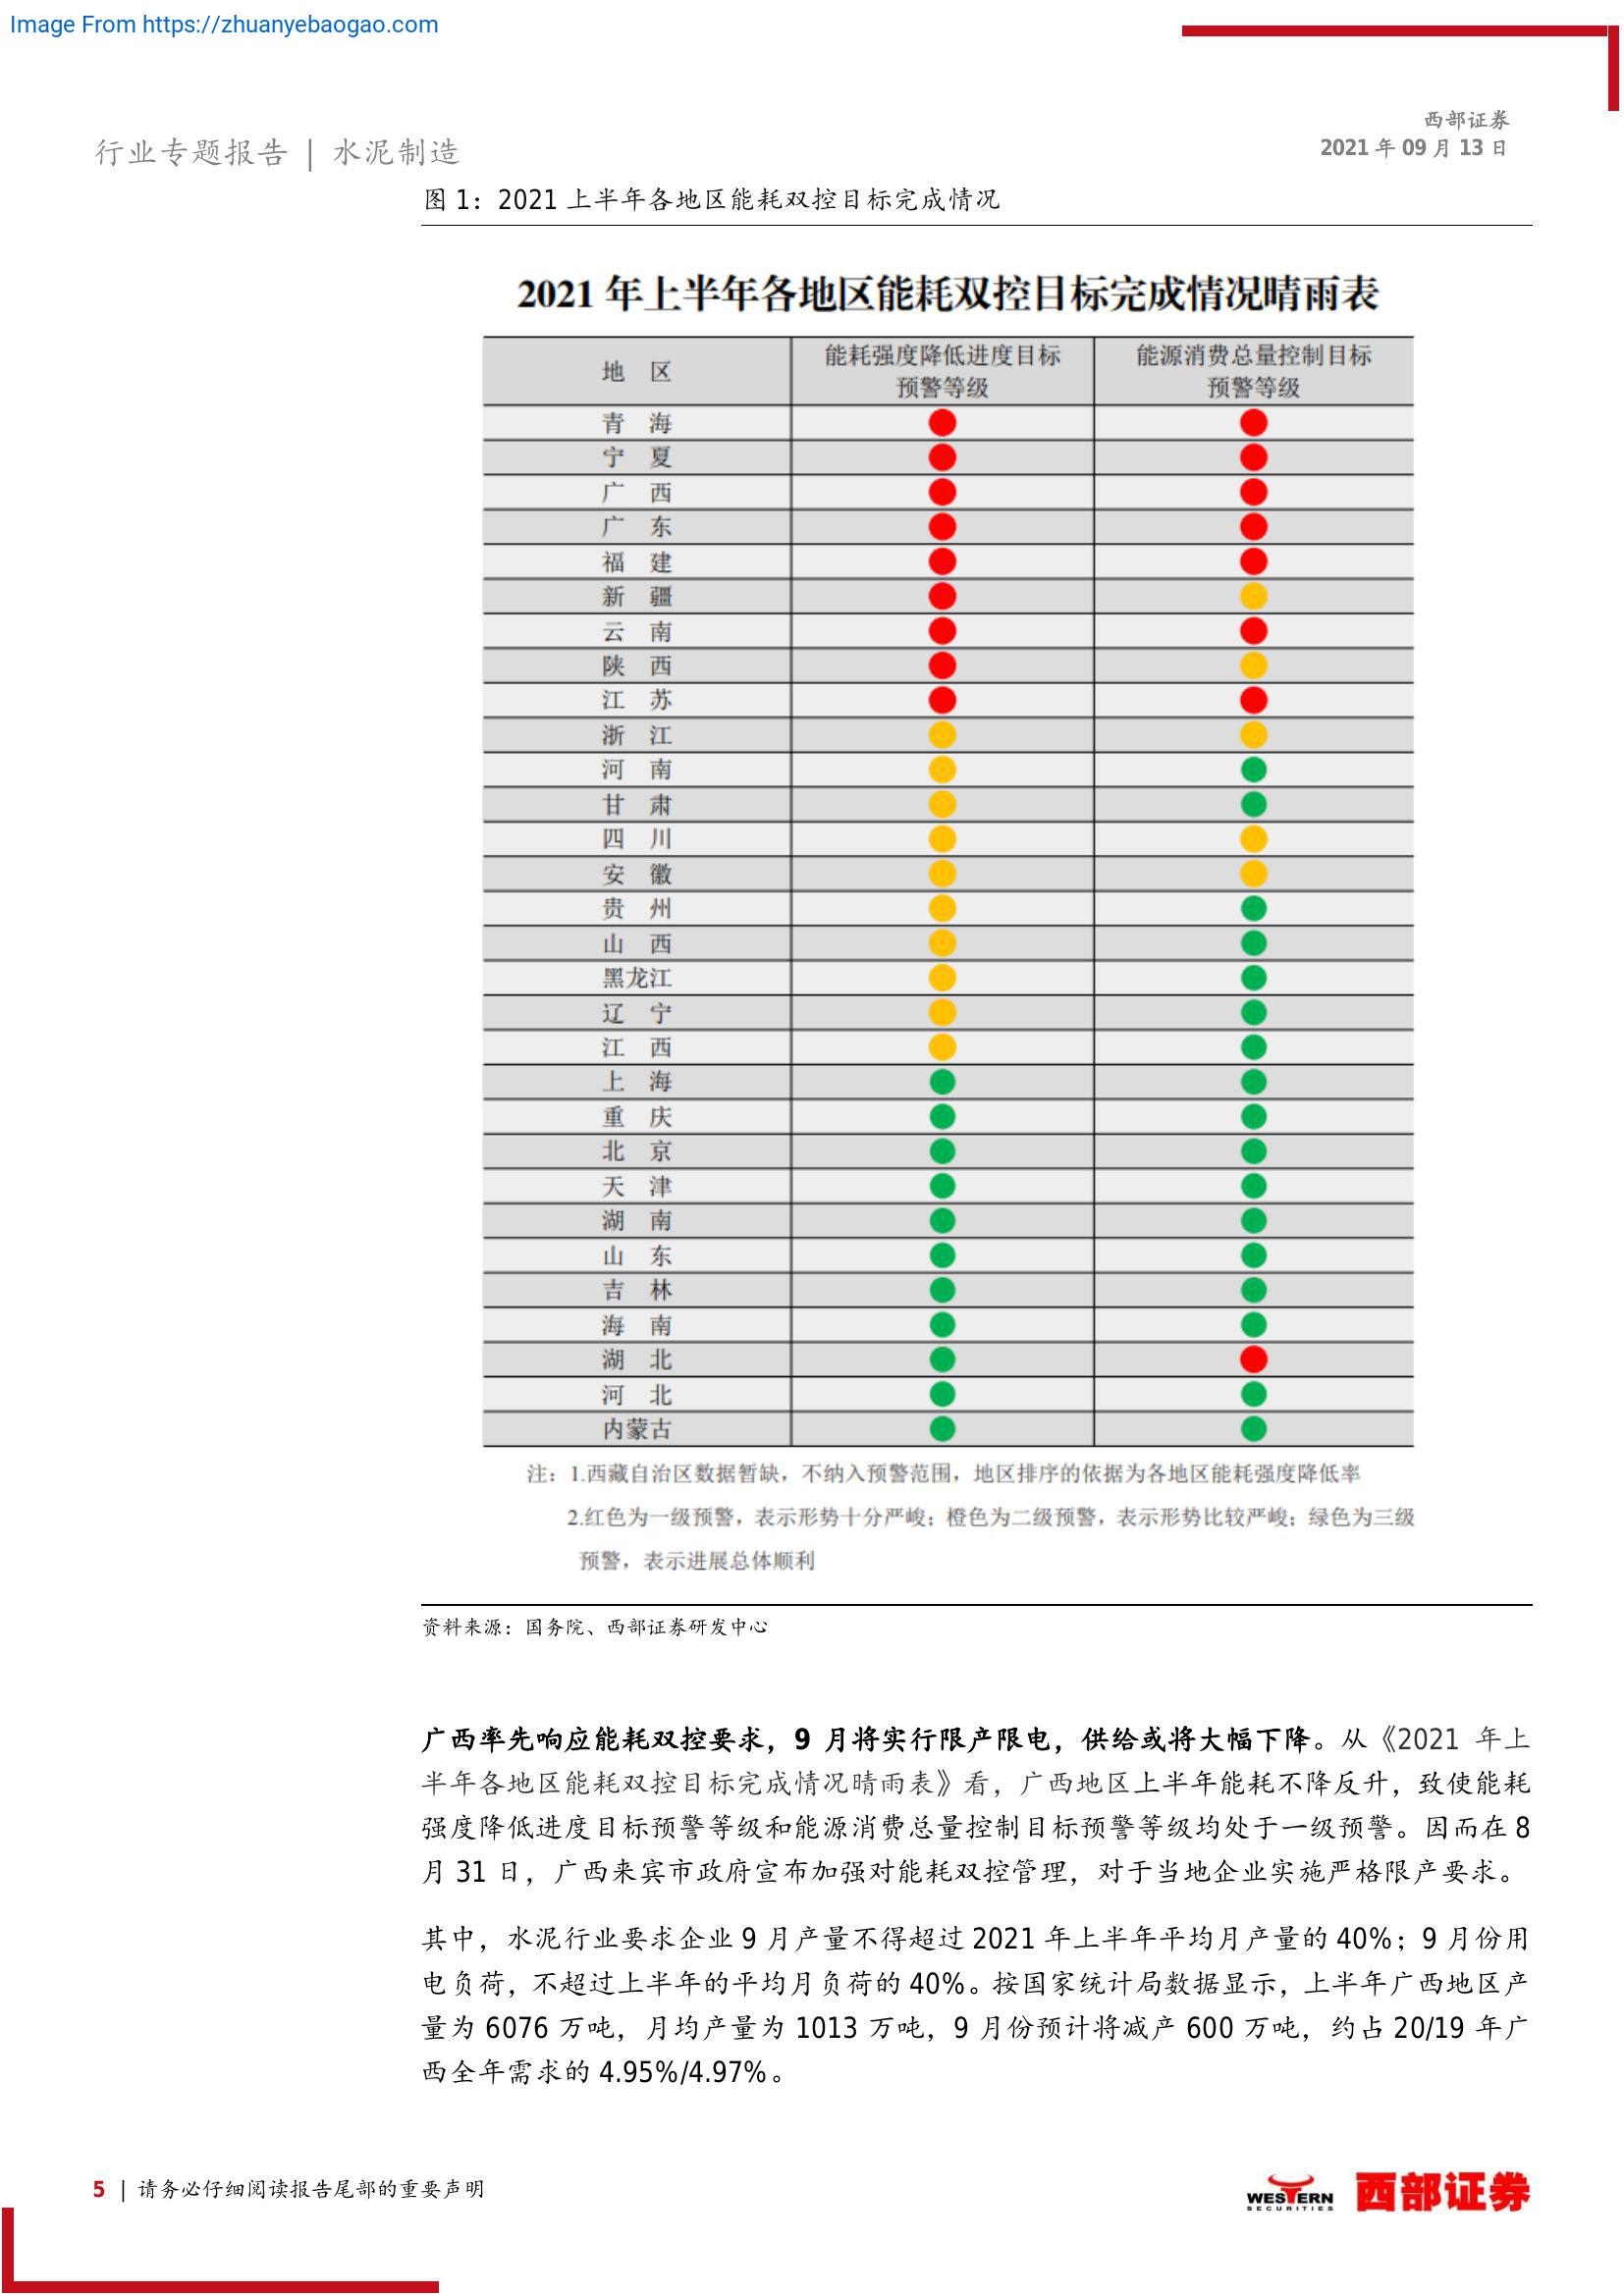 Image From https://zhuanyebaogao.com
西部证券
2021 年 09 月 13 日
行业专题报告 | 水泥制造
图 1：2021 上半年各地区能耗双控目标完成情况
2021 年上半年各地区能耗双控目标完成情况晴雨表
地 区 能耗强度降低进度目标 预警等级 能源消费总量控制目标 预警等级
青 海
宁 夏
广 西
广 东
福 建
新 疆
云 南
陕 西
江 苏
浙 江
河 南
甘 肃
四 川
安 徽
贵 州
山 西
黑龙江
辽 宁
江 西
上 海
重 庆
北 京
天 津
湖 南
山 东
吉 林
海 南
湖 北
河 北
内蒙古
注：1.西藏自治区数据暂缺，不纳入预警范围，地区排序的依据为各地区能耗强度降低率
2.红色为一级预警，表示形势十分严峻；橙色为二级预警，表示形势比较严峻；绿色为三级
预警，表示进展总体顺利
资料来源：国务院、西部证券研发中心
广西率先响应能耗双控要求，9 月将实行限产限电，供给或将大幅下降。从《2021 年上
半年各地区能耗双控目标完成情况晴雨表》看，广西地区上半年能耗不降反升，致使能耗
强度降低进度目标预警等级和能源消费总量控制目标预警等级均处于一级预警。因而在 8
月 31 日，广西来宾市政府宣布加强对能耗双控管理，对于当地企业实施严格限产要求。
其中，水泥行业要求企业 9 月产量不得超过 2021 年上半年平均月产量的 40%；9 月份用
电负荷，不超过上半年的平均月负荷的 40%。按国家统计局数据显示，上半年广西地区产
量为 6076 万吨，月均产量为 1013 万吨，9 月份预计将减产 600 万吨，约占 20/19 年广
西全年需求的 4.95%/4.97%。
5 | 请务必仔细阅读报告尾部的重要声明
WESTERN
SECURITIES
西部证券